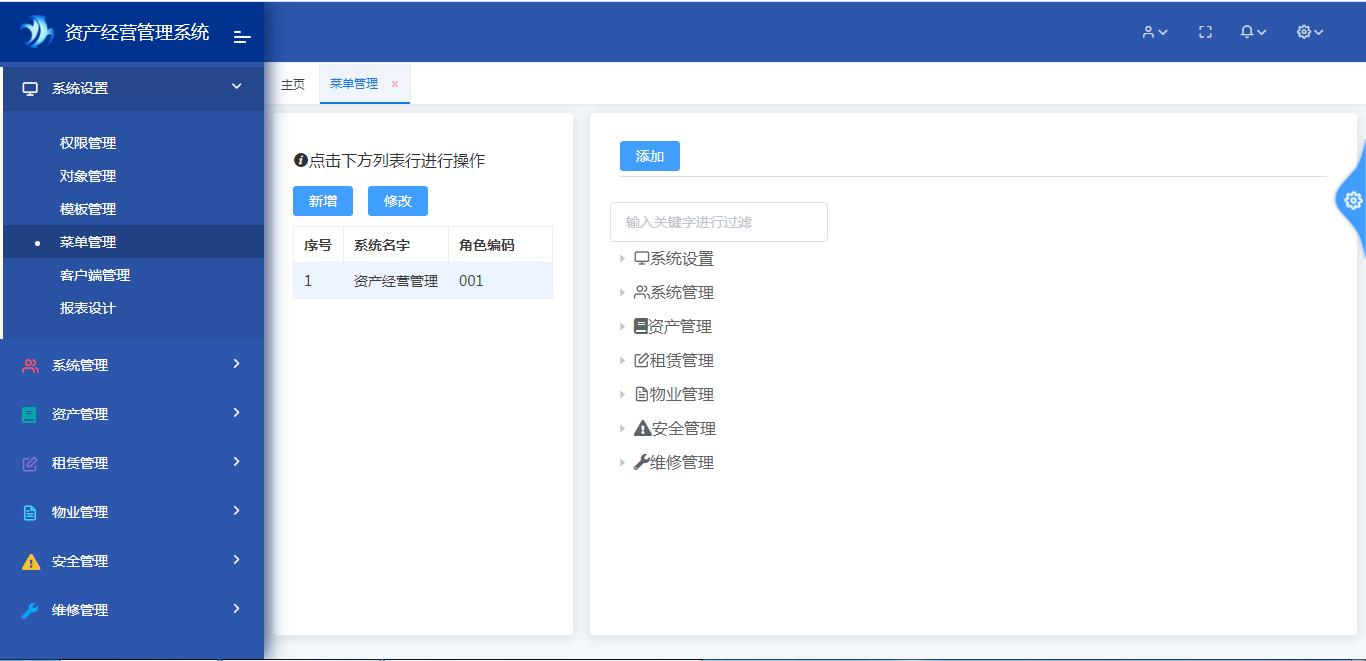 资产经营管理系统
系统设置
权限管理
对象管理
模板管理
菜单管理
客户端管理
报表设计
系统管理
资产管理
租赁管理
物业管理
安全管理
维修管理
主页 菜单管理 ×
点击下方列表行进行操作
新增 修改
序号 系统名字 角色编码
1 资产经营管理 001
添加
输入关键字进行过滤
系统设置
系统管理
资产管理
租赁管理
物业管理
安全管理
维修管理